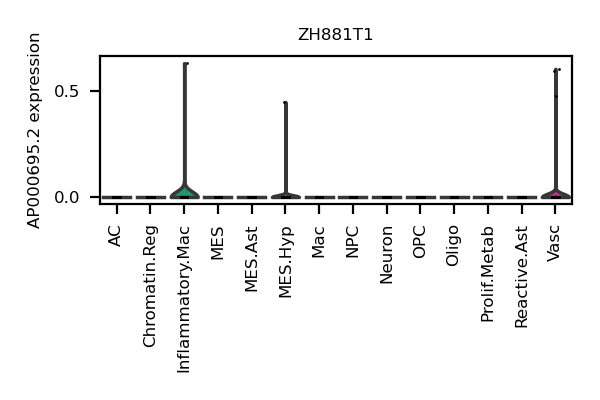 ZH881T1
AP000695.2 expression
0.5
0.0
AC
Chromatin.Reg
Inflammatory.Mac
MES
MES.Ast
MES.Hyp
Mac
NPC
Neuron
OPC
Oligo
Prolif.Metab
Reactive.Ast
Vasc